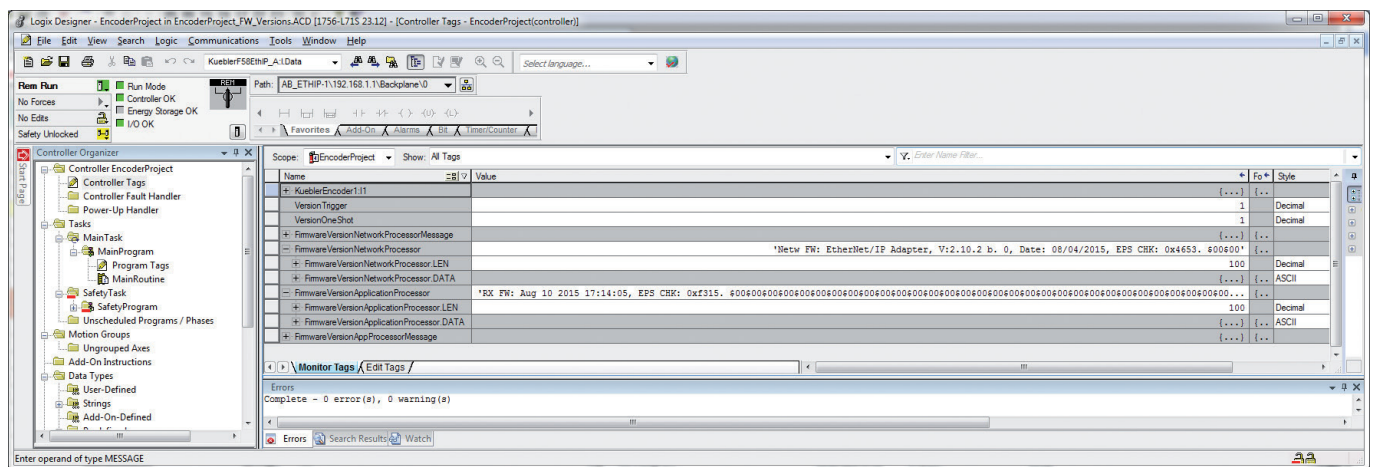 Logix Designer - EncoderProject in EncoderProject_FW_Versions.ACD [1756-L71S 23.12] - [Controller Tags - EncoderProject(controller)]
File Edit View Search Logic Communications Tools Window Help
KueblerF58EthIP_A:I.Data Select language...
Rem Run Run Mode REM Path: AB_ETHIP-1\192.168.1.1\Backplane\0
No Forces Controller OK
No Edits Energy Storage OK
Safety Unlocked I/O OK
Favorites Add-On Alarms Bit Timer/Counter
Start Page
Controller Organizer
Controller EncoderProject
Controller Tags
Controller Fault Handler
Power-Up Handler
Tasks
MainTask
MainProgram
Program Tags
MainRoutine
SafetyTask
SafetyProgram
Unscheduled Programs / Phases
Motion Groups
Ungrouped Axes
Add-On Instructions
Data Types
User-Defined
Strings
Add-On-Defined
Scope: EncoderProject Show: All Tags Enter Name Filter...
Name Value Fo Style
KueblerEncoder1:I1 {...} {..
VersionTrigger 1 Decimal
VersionOneShot 1 Decimal
FirmwareVersionNetworkProcessorMessage {...} {..
FirmwareVersionNetworkProcessor 'Netw FW: EtherNet/IP Adapter, V:2.10.2 b. 0, Date: 08/04/2015, EPS CHK: 0x4653. $00$00' {..
FirmwareVersionNetworkProcessor.LEN 100 Decimal
FirmwareVersionNetworkProcessor.DATA {...} {.. ASCII
FirmwareVersionApplicationProcessor 'RX FW: Aug 10 2015 17:14:05, EPS CHK: 0xf315. $00$00$00$00$00$00$00$00$00$00$00$00$00$00$00$00$00$00$00$00$00$00$00$00$00$00... {..
FirmwareVersionApplicationProcessor.LEN 100 Decimal
FirmwareVersionApplicationProcessor.DATA {...} {.. ASCII
FirmwareVersionAppProcessorMessage {...} {..
Monitor Tags Edit Tags
Errors
Complete - 0 error(s), 0 warning(s)
Errors Search Results Watch
Enter operand of type MESSAGE